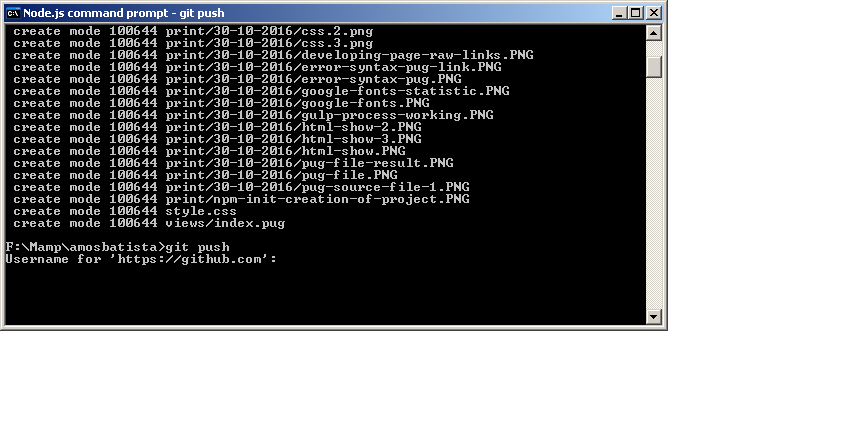 Node.js command prompt - git push
create mode 100644 print/30-10-2016/css.2.png
create mode 100644 print/30-10-2016/css.3.png
create mode 100644 print/30-10-2016/developing-page-raw-links.PNG
create mode 100644 print/30-10-2016/error-syntax-pug-link.PNG
create mode 100644 print/30-10-2016/error-syntax-pug.PNG
create mode 100644 print/30-10-2016/google-fonts-statistic.PNG
create mode 100644 print/30-10-2016/google-fonts.PNG
create mode 100644 print/30-10-2016/gulp-process-working.PNG
create mode 100644 print/30-10-2016/html-show-2.PNG
create mode 100644 print/30-10-2016/html-show-3.PNG
create mode 100644 print/30-10-2016/html-show.PNG
create mode 100644 print/30-10-2016/pug-file-result.PNG
create mode 100644 print/30-10-2016/pug-file.PNG
create mode 100644 print/30-10-2016/pug-source-file-1.PNG
create mode 100644 print/npm-init-creation-of-project.PNG
create mode 100644 style.css
create mode 100644 views/index.pug
F:\Mamp\amosbatista>git push
Username for 'https://github.com':